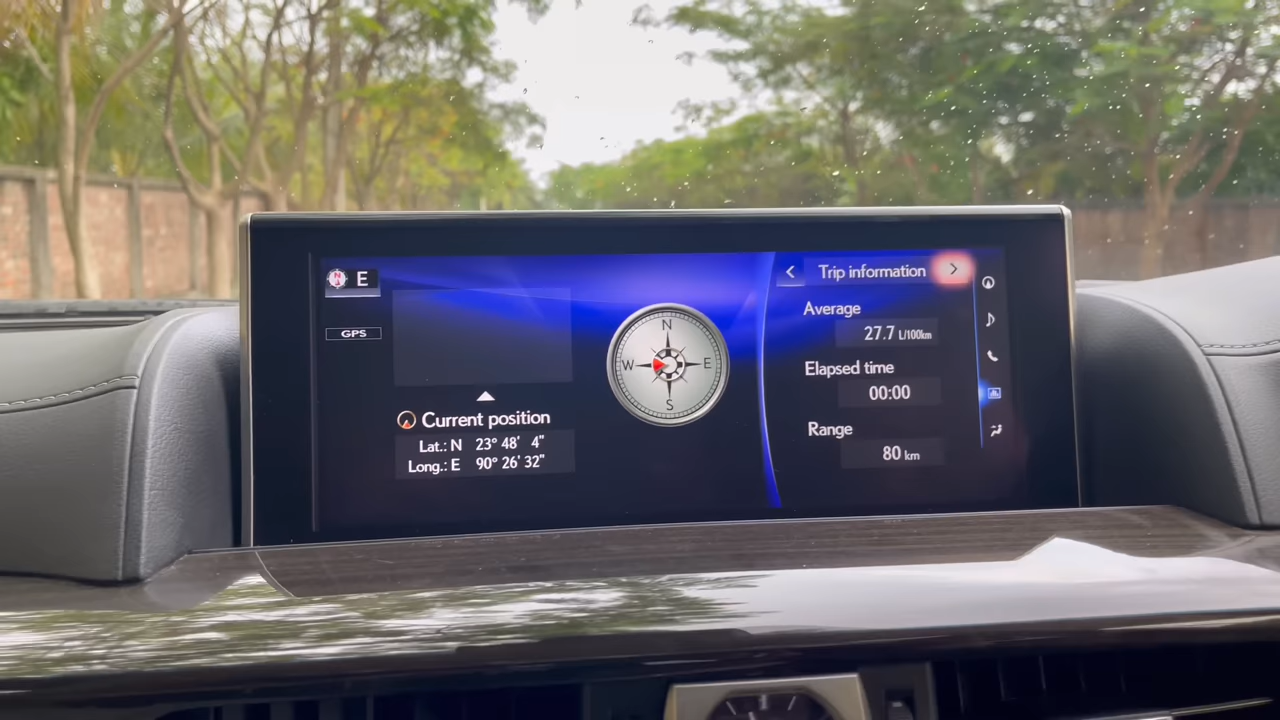 N E
GPS
Current position
Lat.: N 23° 48' 4"
Long.: E 90° 26' 32"
N
W E
S
Trip information
Average
27.7 L/100km
Elapsed time
00:00
Range
80 km